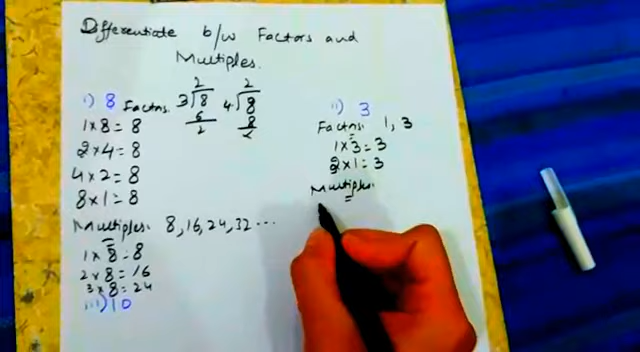 Differentiate b/w Factors and
Multiples.
i) 8 Factors.
1 x 8 = 8
2 x 4 = 8
4 x 2 = 8
8 x 1 = 8
2
3 8
6
2
2
4 8
8
Multiples. 8, 16, 24, 32 ...
1 x 8 = 8
2 x 8 = 16
3 x 8 = 24
iii) 10
ii) 3
Factors. 1, 3
1 x 3 = 3
x 1 = 3
Multiples.